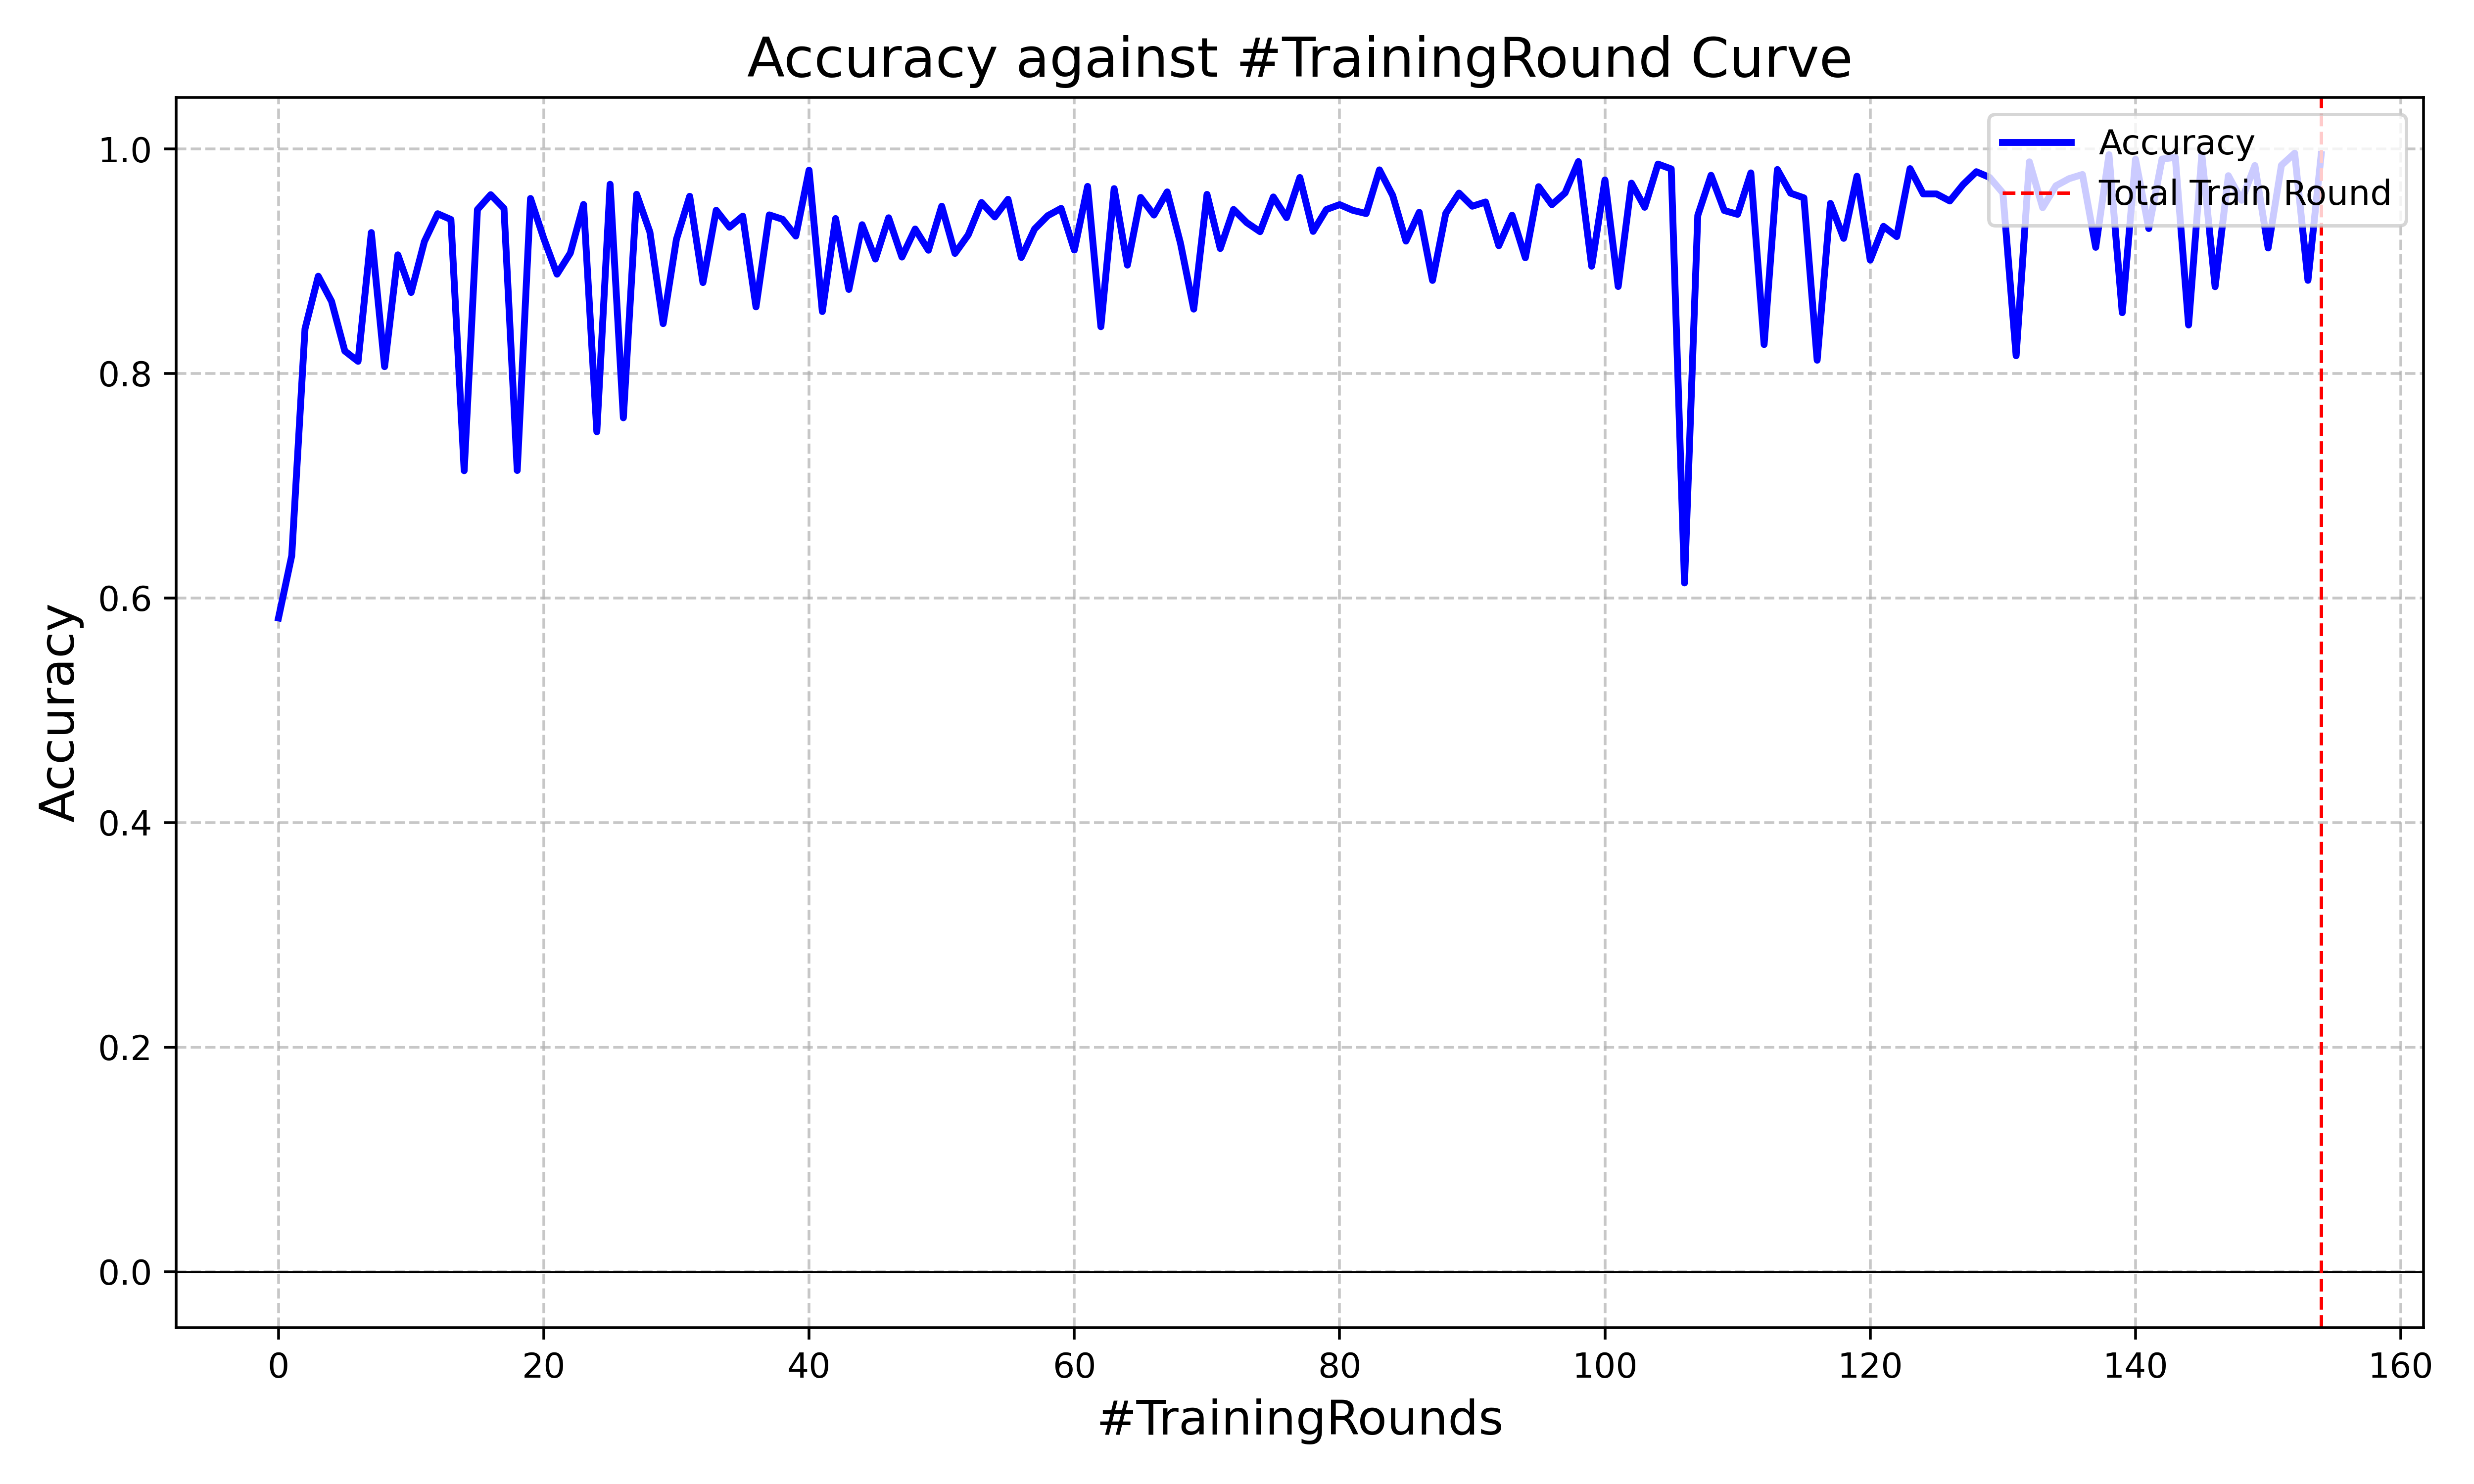 Accuracy against #TrainingRound Curve
Accuracy
Total Train Round
1.0
0.8
0.6
0.4
0.2
0.0
Accuracy
0 20 40 60 80 100 120 140 160
#TrainingRounds